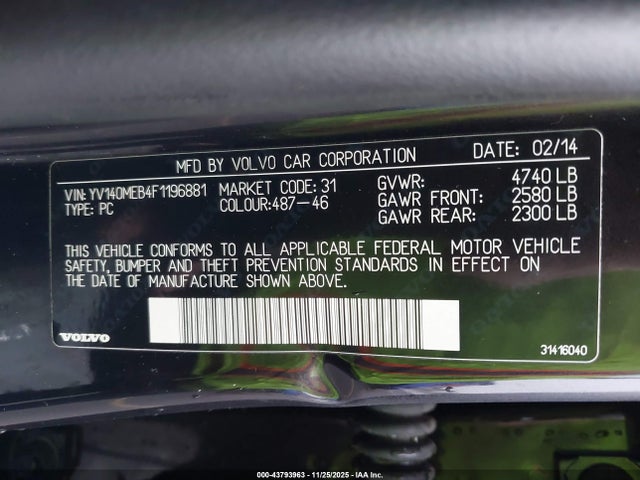 MFD BY VOLVO CAR CORPORATION DATE: 02/14
VIN: YV140MEB4F1196881 MARKET CODE: 31 GVWR: 4740 LB
TYPE: PC COLOUR:487-46 GAWR FRONT: 2580 LB
GAWR REAR: 2300 LB
THIS VEHICLE CONFORMS TO ALL APPLICABLE FEDERAL MOTOR VEHICLE
SAFETY, BUMPER AND THEFT PREVENTION STANDARDS IN EFFECT ON
THE DATE OF MANUFACTURE SHOWN ABOVE.
VOLVO 31416040
000-43793963 - 11/25/2025 - IAA Inc.